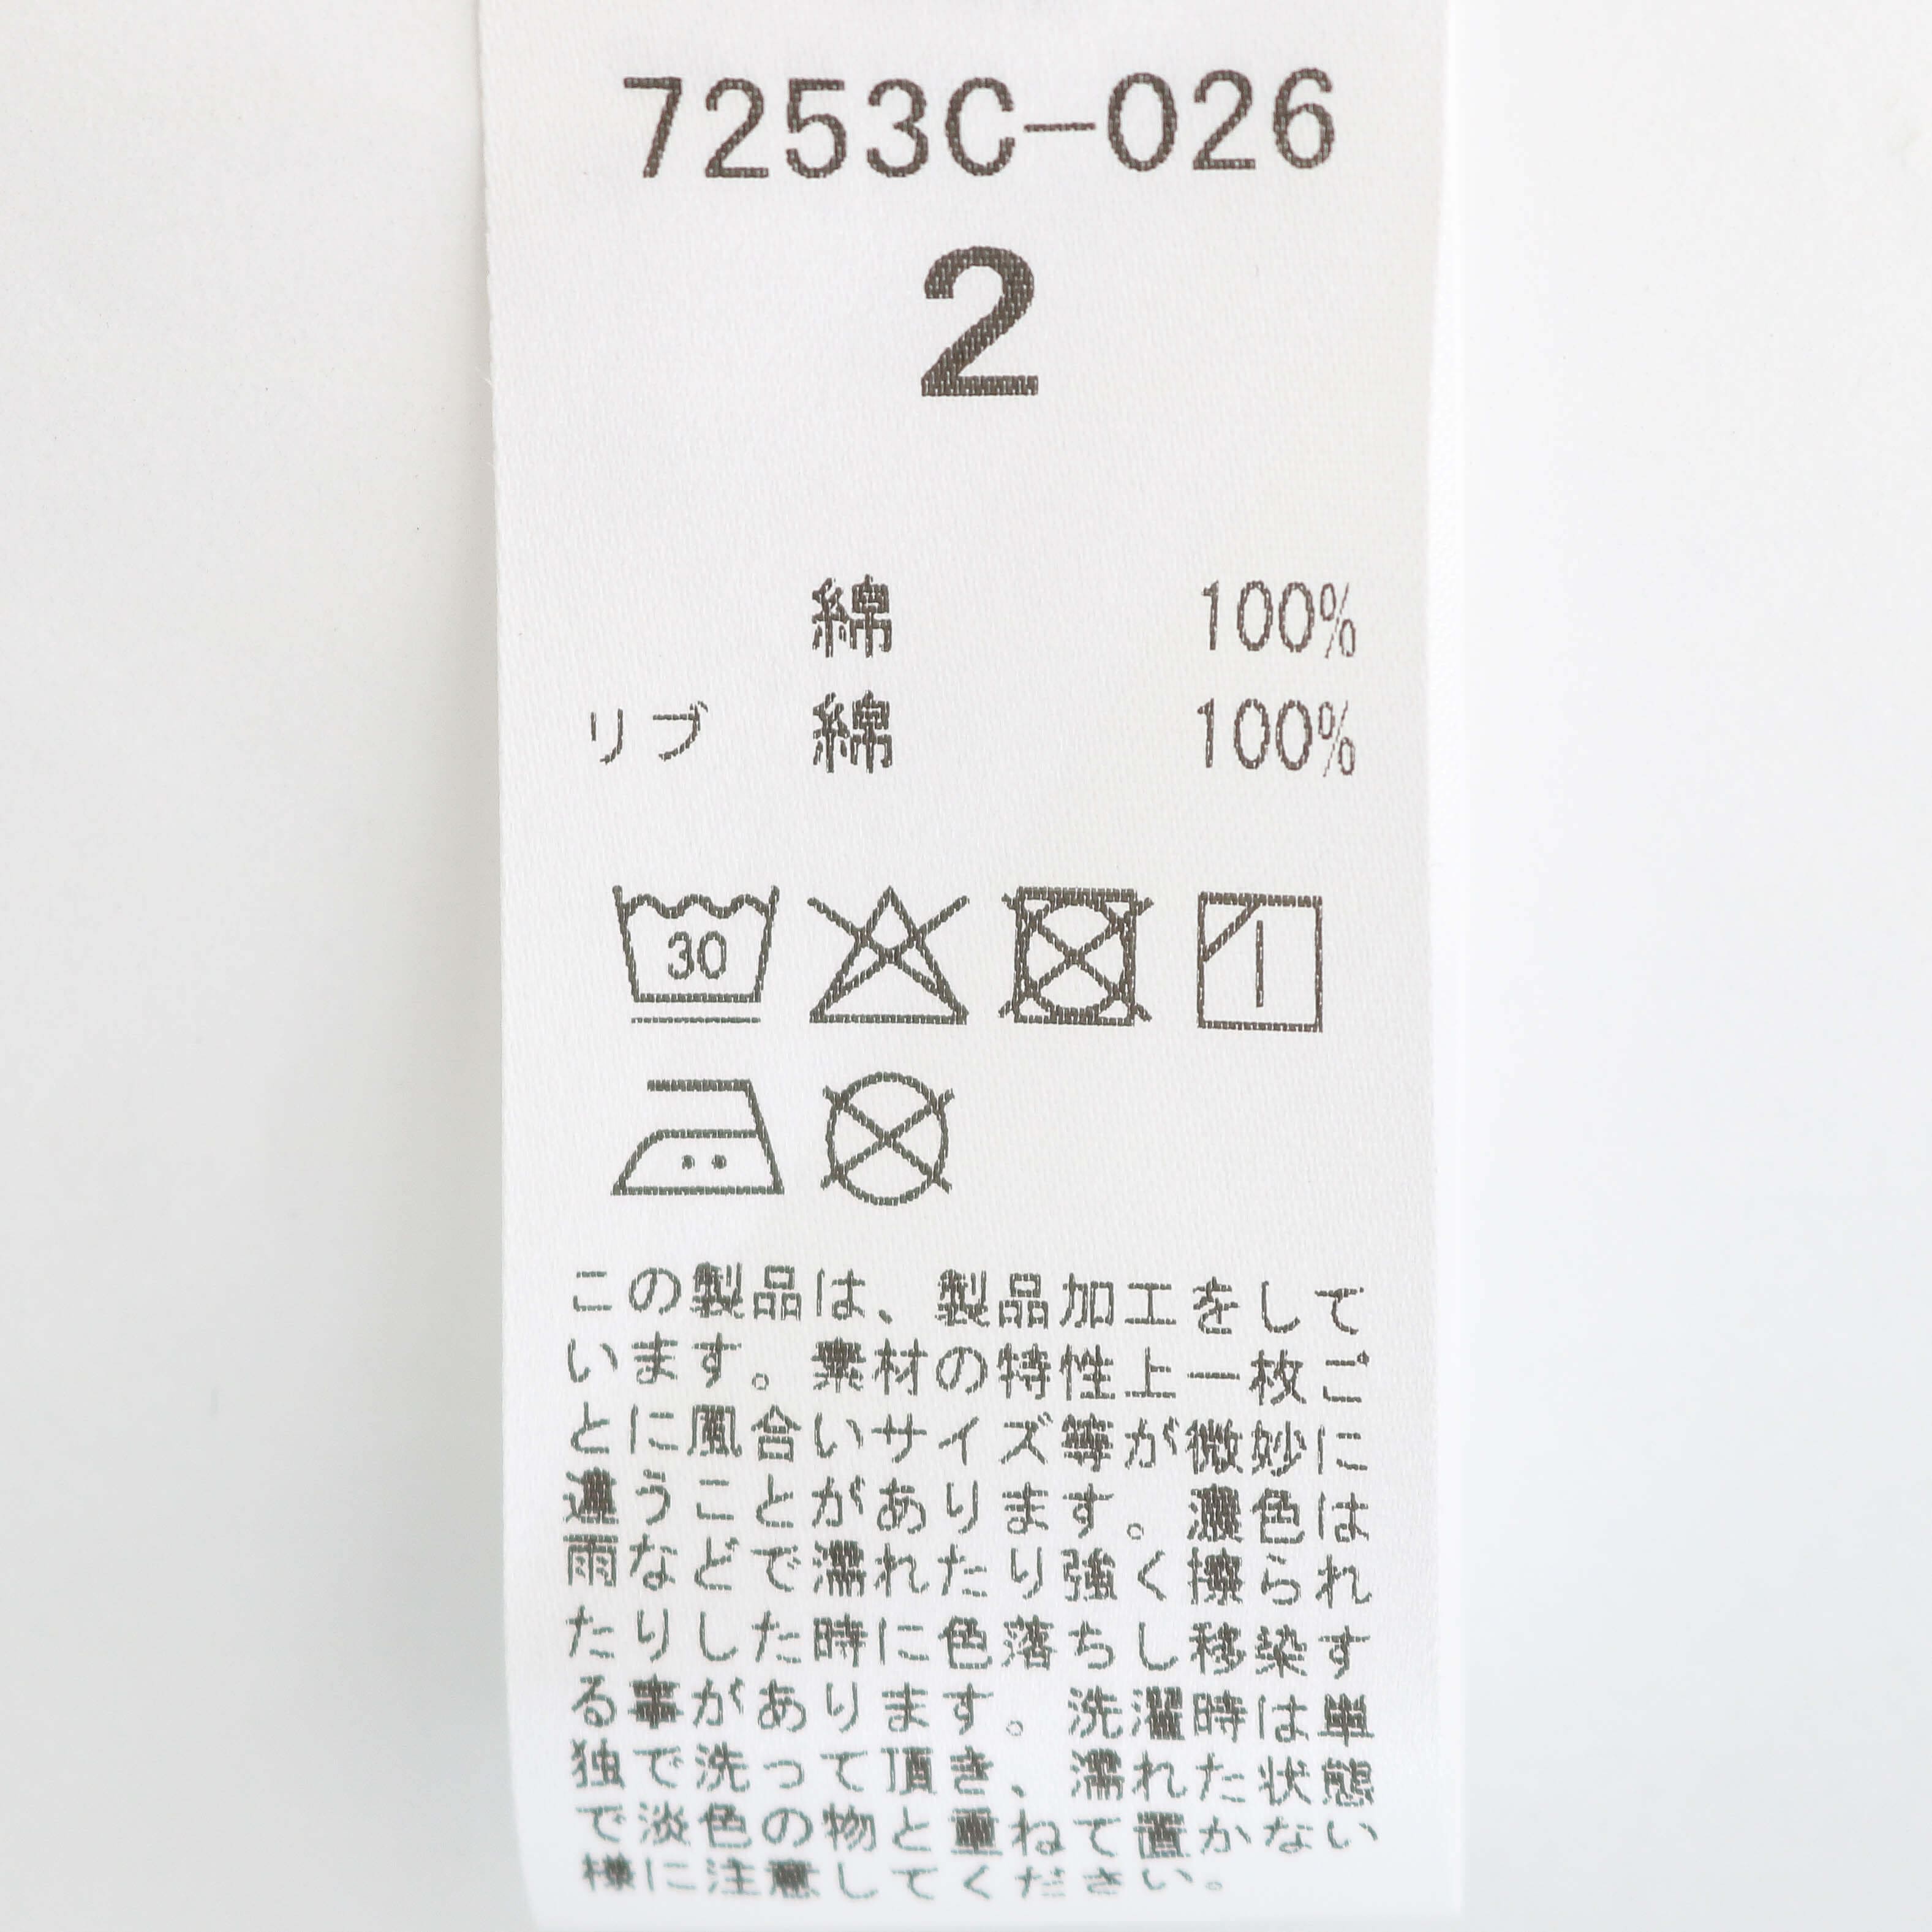 7253C-026
2
綿 100%
リブ 綿 100%
30
この製品は、製品加工をして
います。素材の特性上一枚ご
とに風合いサイズ等が微妙に
違うことがあります。濃色は
雨などで濡れたり強く擦られ
たりした時に色落ちし移染す
る事があります。洗濯時は単
独で洗って頂き、濡れた状態
で淡色の物と重ねて置かない
様に注意してください。